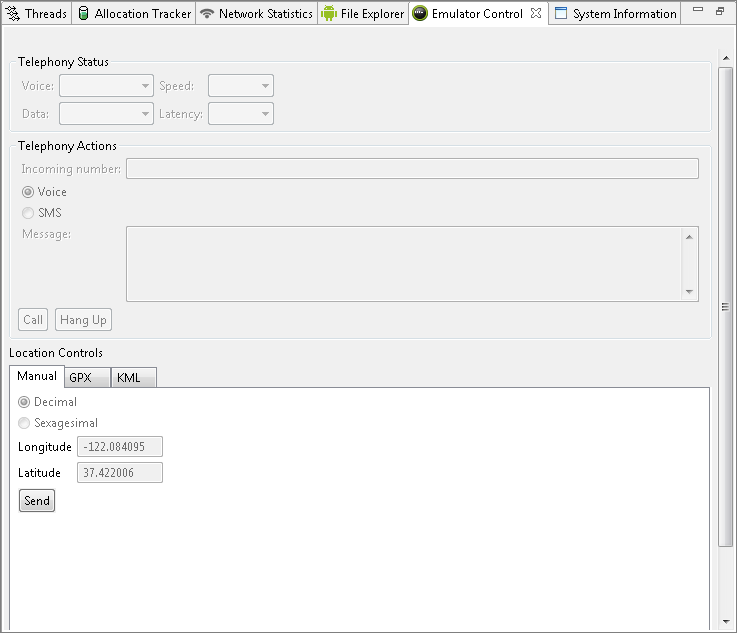 Threads Allocation Tracker Network Statistics File Explorer Emulator Control System Information
Telephony Status
Voice: Speed:
Data: Latency:
Telephony Actions
Incoming number:
Voice
SMS
Message:
Call Hang Up
Location Controls
Manual GPX KML
Decimal
Sexagesimal
Longitude -122.084095
Latitude 37.422006
Send